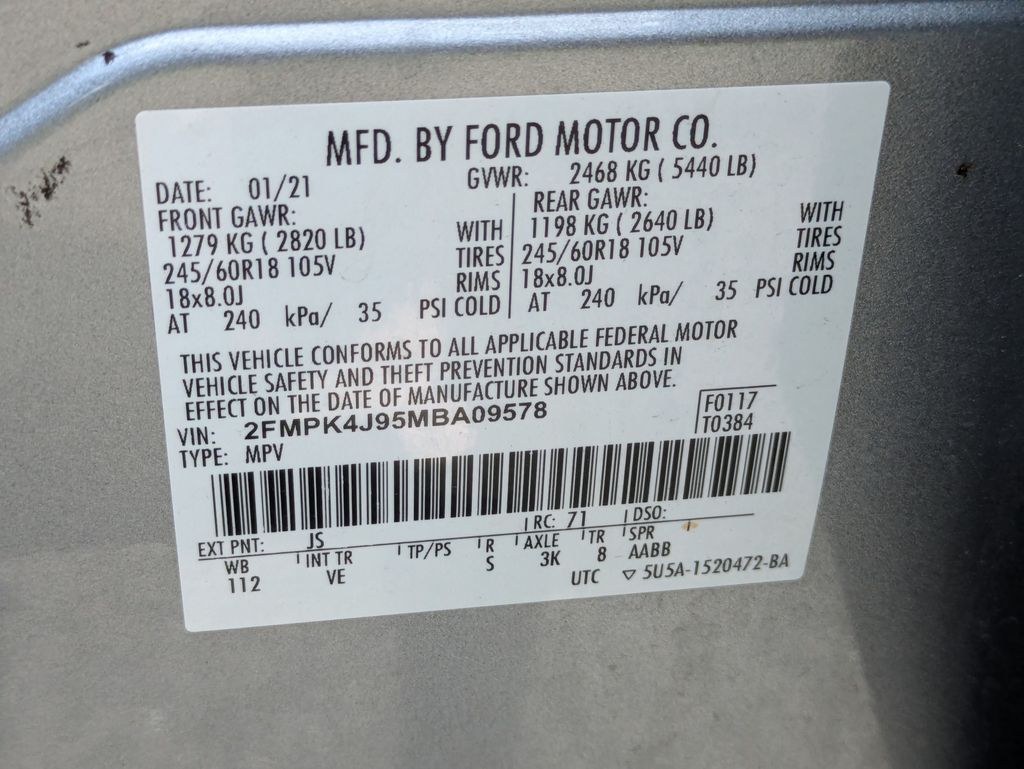 MFD. BY FORD MOTOR CO.
DATE: 01/21
GVWR: 2468 KG ( 5440 LB)
FRONT GAWR:
1279 KG ( 2820 LB) WITH
245/60R18 105V TIRES
18x8.0J RIMS
AT 240 kPa/ 35 PSI COLD
REAR GAWR:
1198 KG ( 2640 LB) WITH
245/60R18 105V TIRES
18x8.0J RIMS
AT 240 kPa/ 35 PSI COLD
THIS VEHICLE CONFORMS TO ALL APPLICABLE FEDERAL MOTOR
VEHICLE SAFETY AND THEFT PREVENTION STANDARDS IN
EFFECT ON THE DATE OF MANUFACTURE SHOWN ABOVE.
VIN: 2FMPK4J95MBA09578
TYPE: MPV
F0117
T0384
EXT PNT: JS RC: 71 DSO:
WB INT TR TP/PS R AXLE TR SPR
112 VE S 3K 8 AABB
UTC ▽ 5U5A-1520472-BA